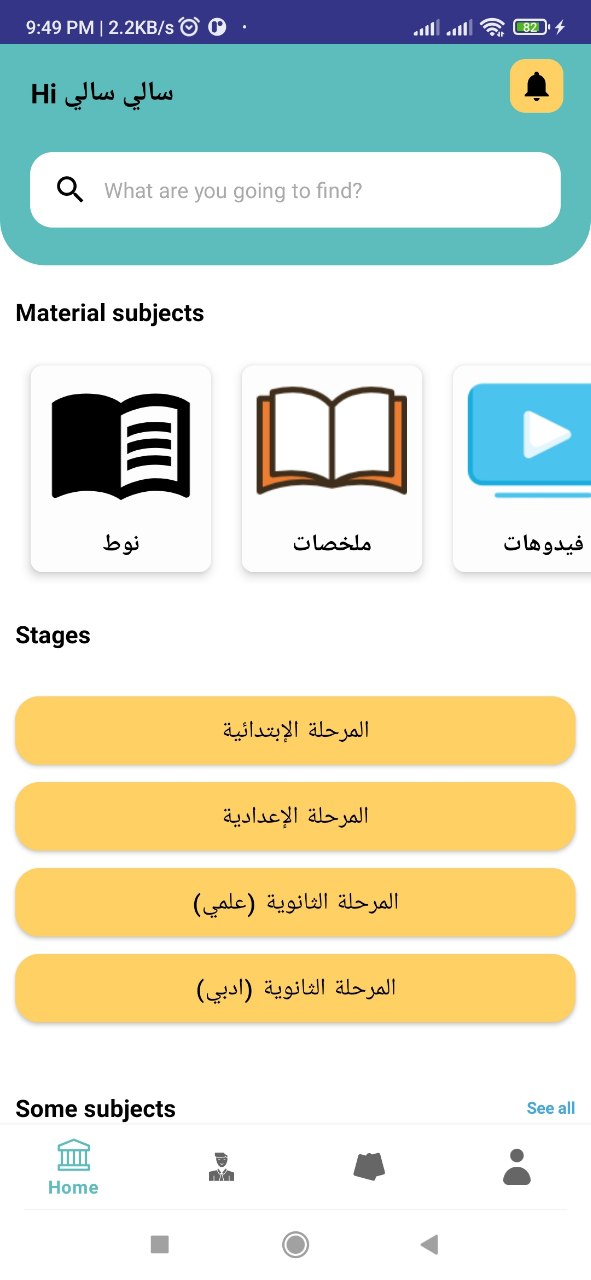 9:49 PM | 2.2KB/s
82
Hi سالي سالي
What are you going to find?
Material subjects
نوط
ملخصات
فيدوهات
Stages
المرحلة الإبتدائية
المرحلة الإعدادية
المرحلة الثانوية (علمي)
المرحلة الثانوية (ادبي)
Some subjects
See all
Home